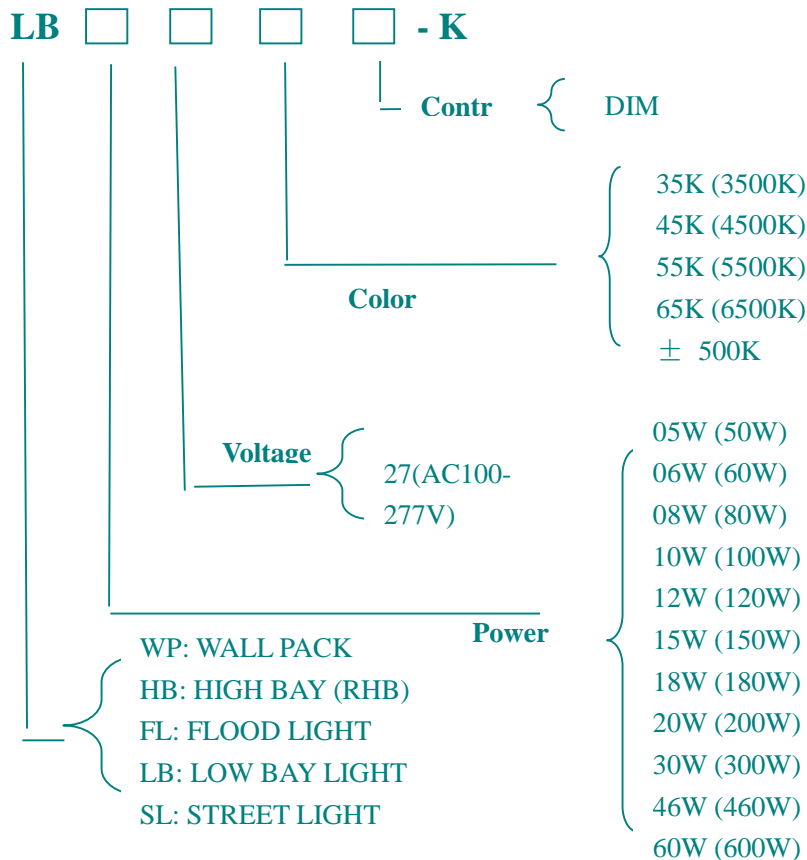 LB □ □ □ □ - K
Contr
DIM
35K (3500K)
45K (4500K)
55K (5500K)
65K (6500K)
± 500K
Color
Voltage
27(AC100-
277V)
05W (50W)
06W (60W)
08W (80W)
10W (100W)
12W (120W)
15W (150W)
18W (180W)
20W (200W)
30W (300W)
46W (460W)
60W (600W)
Power
WP: WALL PACK
HB: HIGH BAY (RHB)
FL: FLOOD LIGHT
LB: LOW BAY LIGHT
SL: STREET LIGHT